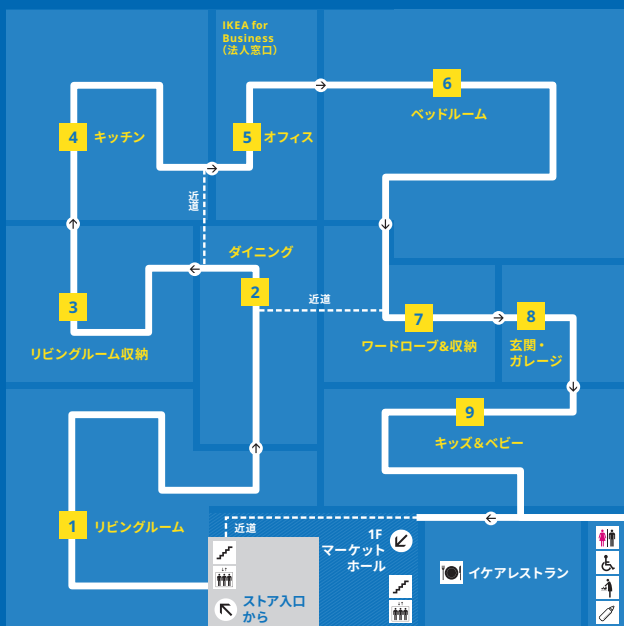 IKEA for
Business
（法人窓口）
6
ベッドルーム
4
キッチン
5
オフィス
近道
ダイニング
2
近道
3
リビングルーム収納
7
ワードローブ&収納
8
玄関・
ガレージ
9
キッズ＆ベビー
1
リビングルーム
近道
1F
マーケット
ホール
ストア入口
から
イケアレストラン